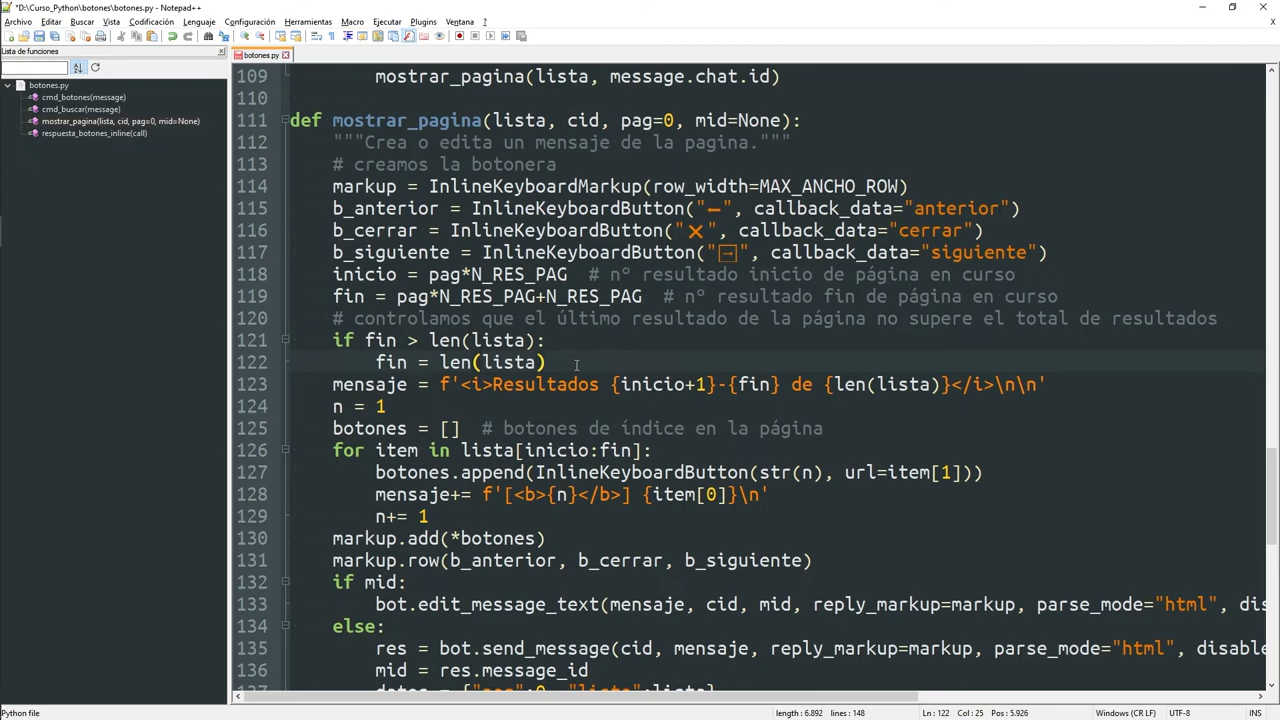 *D:\Curso_Python\botones\botones.py - Notepad++
Archivo Editar Buscar Vista Codificación Lenguaje Configuración Herramientas Macro Ejecutar Plugins Ventana ? X
Lista de funciones
botones.py
botones.py
cmd_botones(message)
cmd_buscar(message)
mostrar_pagina(lista, cid, pag=0, mid=None)
respuesta_botones_inline(call)
109 mostrar_pagina(lista, message.chat.id)
110
111 def mostrar_pagina(lista, cid, pag=0, mid=None):
112 """Crea o edita un mensaje de la pagina."""
113 # creamos la botonera
114 markup = InlineKeyboardMarkup(row_width=MAX_ANCHO_ROW)
115 b_anterior = InlineKeyboardButton("⬅", callback_data="anterior")
116 b_cerrar = InlineKeyboardButton("❌", callback_data="cerrar")
117 b_siguiente = InlineKeyboardButton("➡", callback_data="siguiente")
118 inicio = pag*N_RES_PAG # nº resultado inicio de página en curso
119 fin = pag*N_RES_PAG+N_RES_PAG # nº resultado fin de página en curso
120 # controlamos que el último resultado de la página no supere el total de resultados
121 if fin > len(lista):
122 fin = len(lista)
123 mensaje = f'<i>Resultados {inicio+1}-{fin} de {len(lista)}</i>\n\n'
124 n = 1
125 botones = [] # botones de índice en la página
126 for item in lista[inicio:fin]:
127 botones.append(InlineKeyboardButton(str(n), url=item[1]))
128 mensaje+= f'[<b>{n}</b>] {item[0]}\n'
129 n+= 1
130 markup.add(*botones)
131 markup.row(b_anterior, b_cerrar, b_siguiente)
132 if mid:
133 bot.edit_message_text(mensaje, cid, mid, reply_markup=markup, parse_mode="html", dis
134 else:
135 res = bot.send_message(cid, mensaje, reply_markup=markup, parse_mode="html", disable
136 mid = res.message_id
137 datos = {"pag":0, "lista":lista}
Python file length : 6.892 lines : 148 Ln : 122 Col : 25 Pos : 5.926 Windows (CR LF) UTF-8 INS